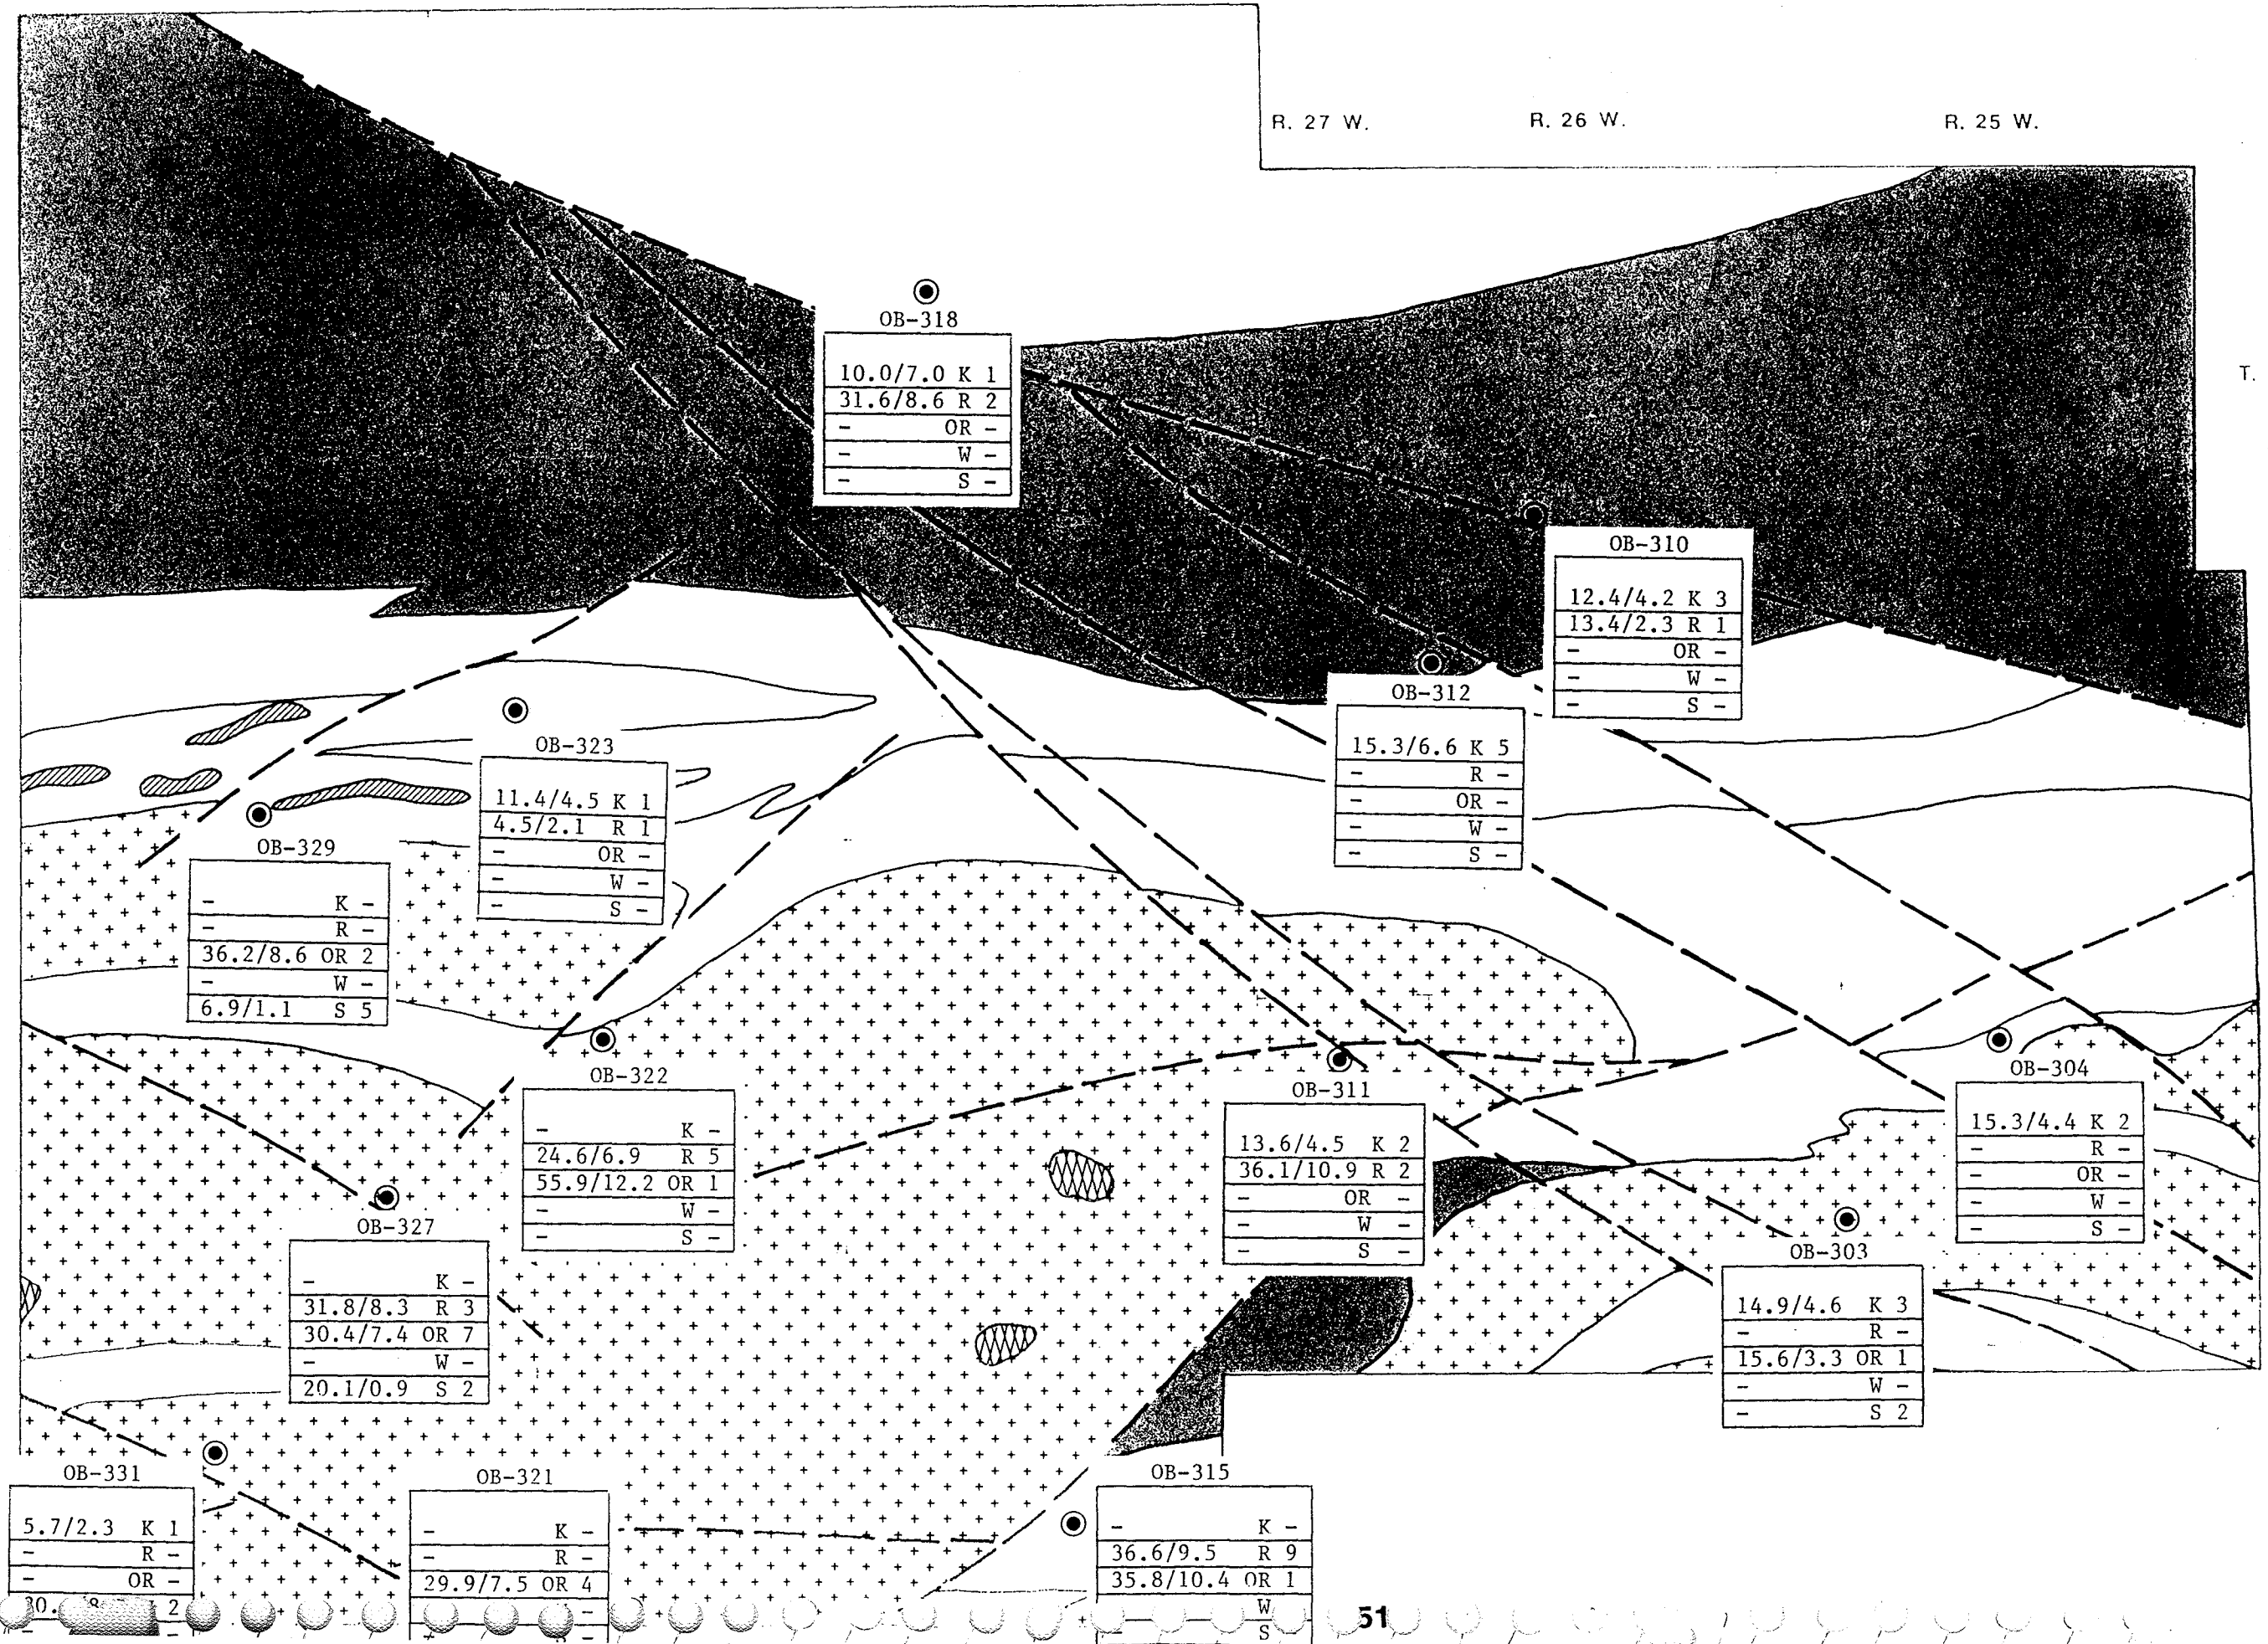 R. 27 W.
R. 26 W.
R. 25 W.
T.
OB-318
10.0/7.0 K 1
31.6/8.6 R 2
- OR -
- W -
- S -
OB-310
12.4/4.2 K 3
13.4/2.3 R 1
- OR -
- W -
- S -
OB-312
15.3/6.6 K 5
- R -
- OR -
- W -
- S -
OB-323
11.4/4.5 K 1
4.5/2.1 R 1
- OR -
- W -
- S -
OB-329
- K -
- R -
36.2/8.6 OR 2
- W -
6.9/1.1 S 5
OB-322
- K -
24.6/6.9 R 5
55.9/12.2 OR 1
- W -
- S -
OB-311
13.6/4.5 K 2
36.1/10.9 R 2
- OR -
- W -
- S -
OB-304
15.3/4.4 K 2
- R -
- OR -
- W -
- S -
OB-327
- K -
31.8/8.3 R 3
30.4/7.4 OR 7
- W -
20.1/0.9 S 2
OB-303
14.9/4.6 K 3
- R -
15.6/3.3 OR 1
- W -
- S 2
OB-331
5.7/2.3 K 1
- R -
- OR -
2
-
OB-321
- K -
- R -
29.9/7.5 OR 4
-
-
OB-315
- K -
36.6/9.5 R 9
35.8/10.4 OR 1
W
S
51